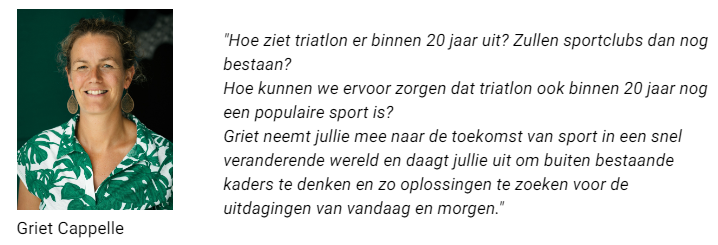 "Hoe ziet triatlon er binnen 20 jaar uit? Zullen sportclubs dan nog
bestaan?
Hoe kunnen we ervoor zorgen dat triatlon ook binnen 20 jaar nog
een populaire sport is?
Griet neemt jullie mee naar de toekomst van sport in een snel
veranderende wereld en daagt jullie uit om buiten bestaande
kaders te denken en zo oplossingen te zoeken voor de
uitdagingen van vandaag en morgen."
Griet Cappelle